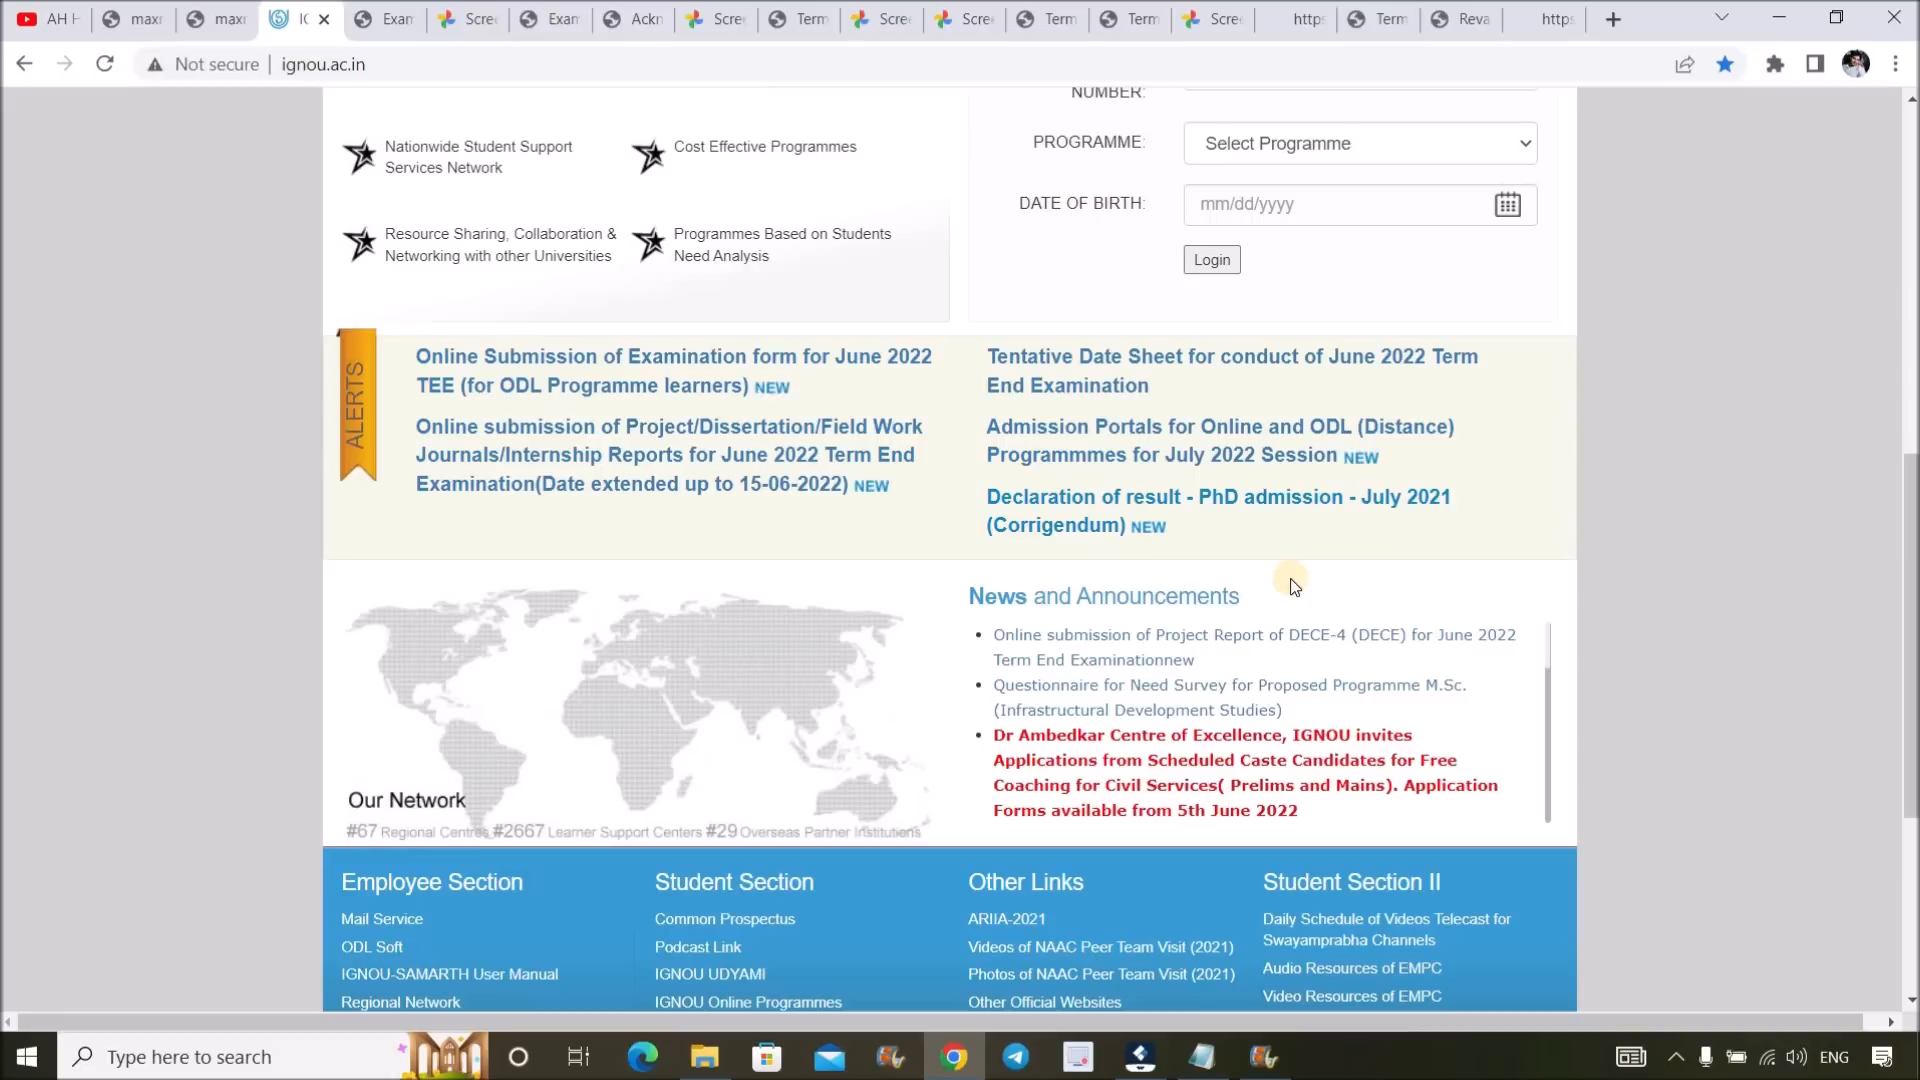 AH H
maxr
maxr
IC
Exam
Scree
Exan
Ackn
Scre
Term
Scre
Scre
Term
Term
Scree
https
Term
Reva
https
Not secure
ignou.ac.in
NUMBER:
Nationwide Student Support
Services Network
Cost Effective Programmes
Resource Sharing, Collaboration &
Networking with other Universities
Programmes Based on Students
Need Analysis
PROGRAMME:
Select Programme
DATE OF BIRTH:
mm/dd/yyyy
Login
ALERTS
Online Submission of Examination form for June 2022
TEE (for ODL Programme learners) NEW
Online submission of Project/Dissertation/Field Work
Journals/Internship Reports for June 2022 Term End
Examination(Date extended up to 15-06-2022) NEW
Tentative Date Sheet for conduct of June 2022 Term
End Examination
Admission Portals for Online and ODL (Distance)
Programmmes for July 2022 Session NEW
Declaration of result - PhD admission - July 2021
(Corrigendum) NEW
Our Network
#67 Regional Centres #2667 Learner Support Centers #29 Overseas Partner Institutions
News and Announcements
Online submission of Project Report of DECE-4 (DECE) for June 2022
Term End Examinationnew
Questionnaire for Need Survey for Proposed Programme M.Sc.
(Infrastructural Development Studies)
Dr Ambedkar Centre of Excellence, IGNOU invites
Applications from Scheduled Caste Candidates for Free
Coaching for Civil Services( Prelims and Mains). Application
Forms available from 5th June 2022
Employee Section
Mail Service
ODL Soft
IGNOU-SAMARTH User Manual
Regional Network
Student Section
Common Prospectus
Podcast Link
IGNOU UDYAMI
IGNOU Online Programmes
Other Links
ARIIA-2021
Videos of NAAC Peer Team Visit (2021)
Photos of NAAC Peer Team Visit (2021)
Other Official Websites
Student Section II
Daily Schedule of Videos Telecast for
Swayamprabha Channels
Audio Resources of EMPC
Video Resources of EMPC
Type here to search
ENG